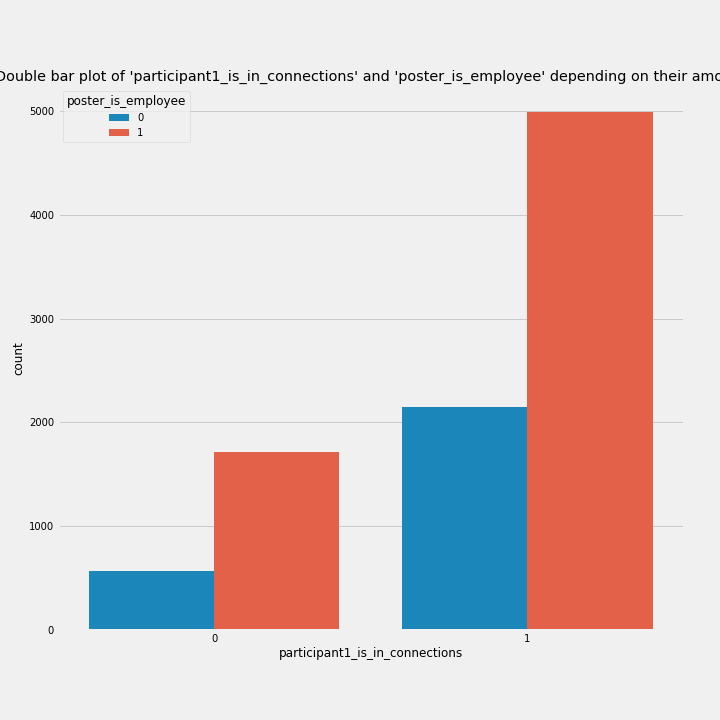 Double bar plot of 'participant1_is_in_connections' and 'poster_is_employee' depending on their amo
poster_is_employee
0
1
5000
4000
3000
2000
1000
0
count
0 1
participant1_is_in_connections